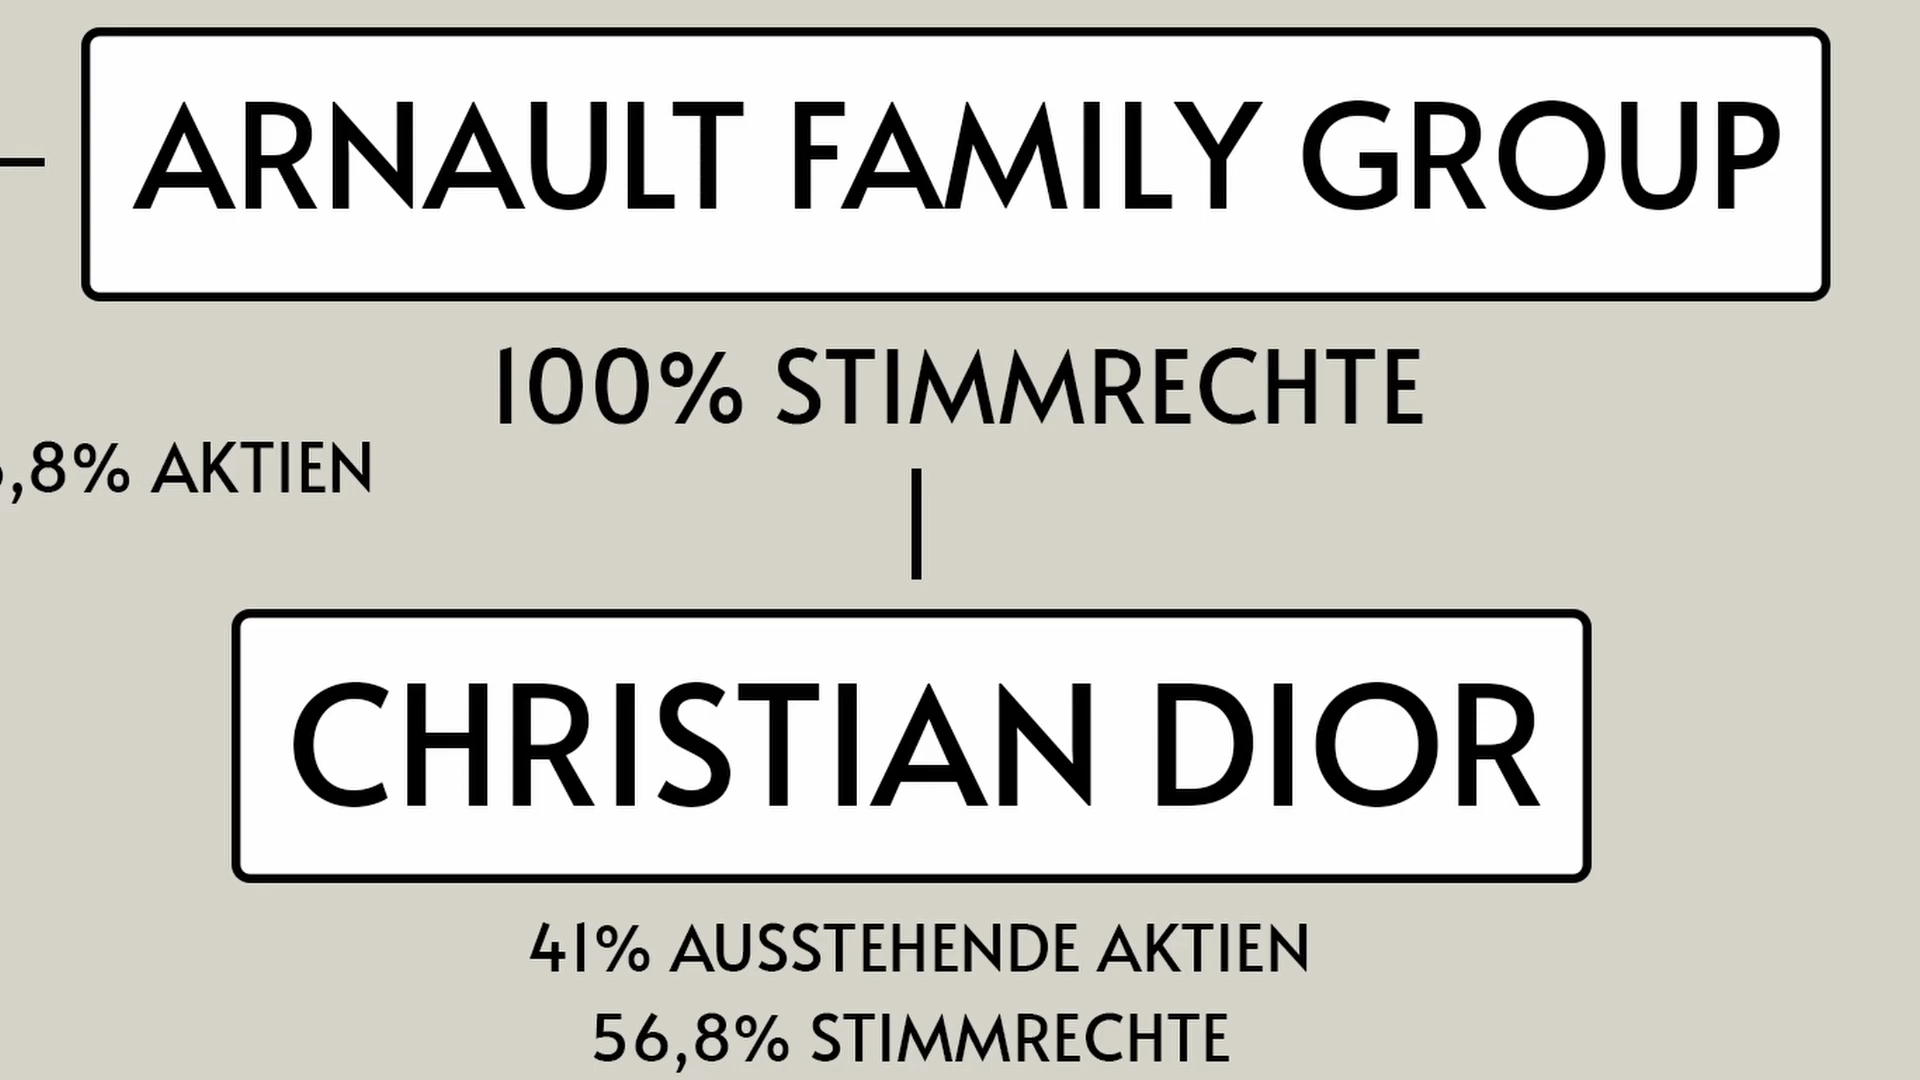 ARNAULT FAMILY GROUP
100% STIMMRECHTE
,8% AKTIEN
CHRISTIAN DIOR
41% AUSSTEHENDE AKTIEN
56,8% STIMMRECHTE